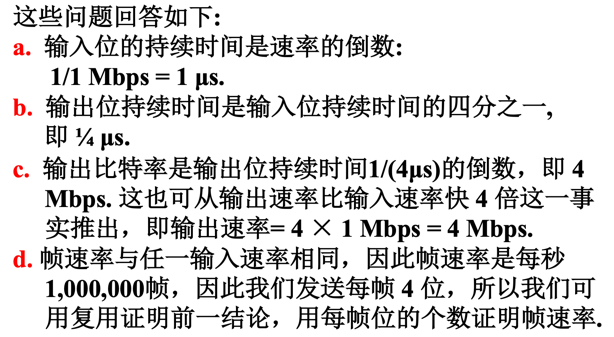 这些问题回答如下:
a. 输入位的持续时间是速率的倒数:
1/1 Mbps = 1 μs.
b. 输出位持续时间是输入位持续时间的四分之一,
即 ¼ μs.
c. 输出比特率是输出位持续时间1/(4μs)的倒数，即 4
Mbps. 这也可从输出速率比输入速率快 4 倍这一事
实推出，即输出速率= 4 × 1 Mbps = 4 Mbps.
d. 帧速率与任一输入速率相同，因此帧速率是每秒
1,000,000帧，因此我们发送每帧 4 位，所以我们可
用复用证明前一结论，用每帧位的个数证明帧速率.